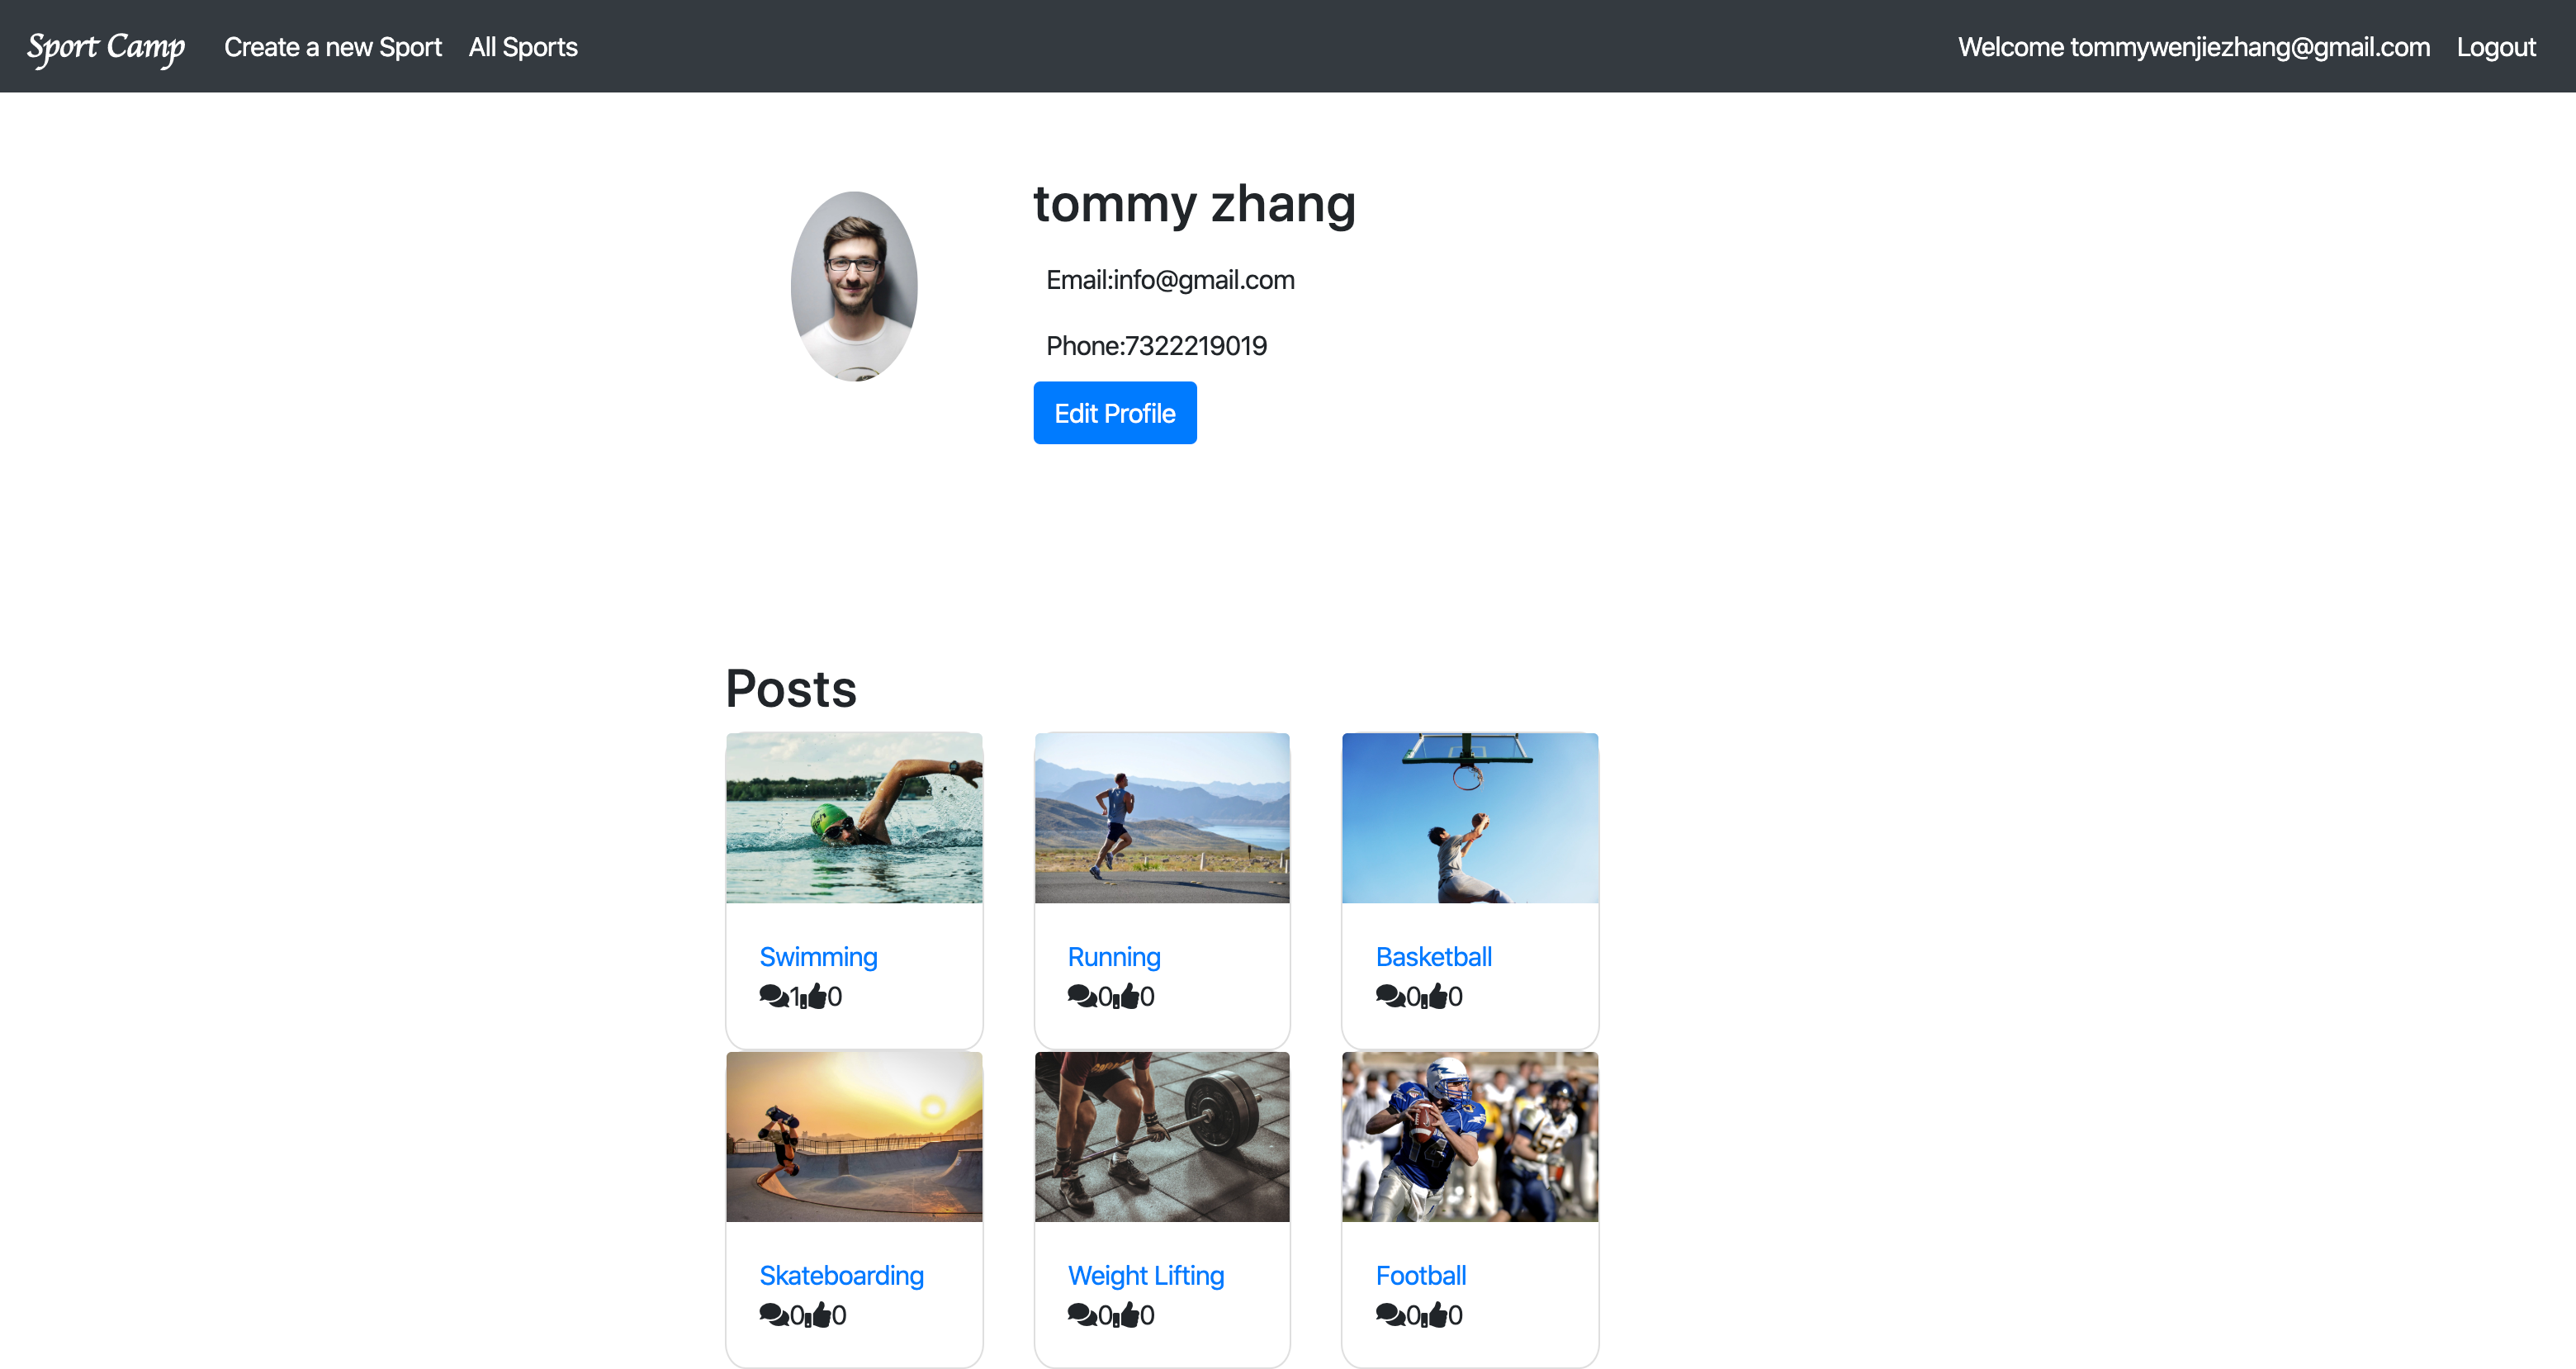 Sport Camp Create a new Sport All Sports Welcome tommywenjiezhang@gmail.com Logout
tommy zhang
Email:info@gmail.com
Phone:7322219019
Edit Profile
Posts
Swimming
1 0
Running
0 0
Basketball
0 0
Skateboarding
0 0
Weight Lifting
0 0
Football
0 0
14